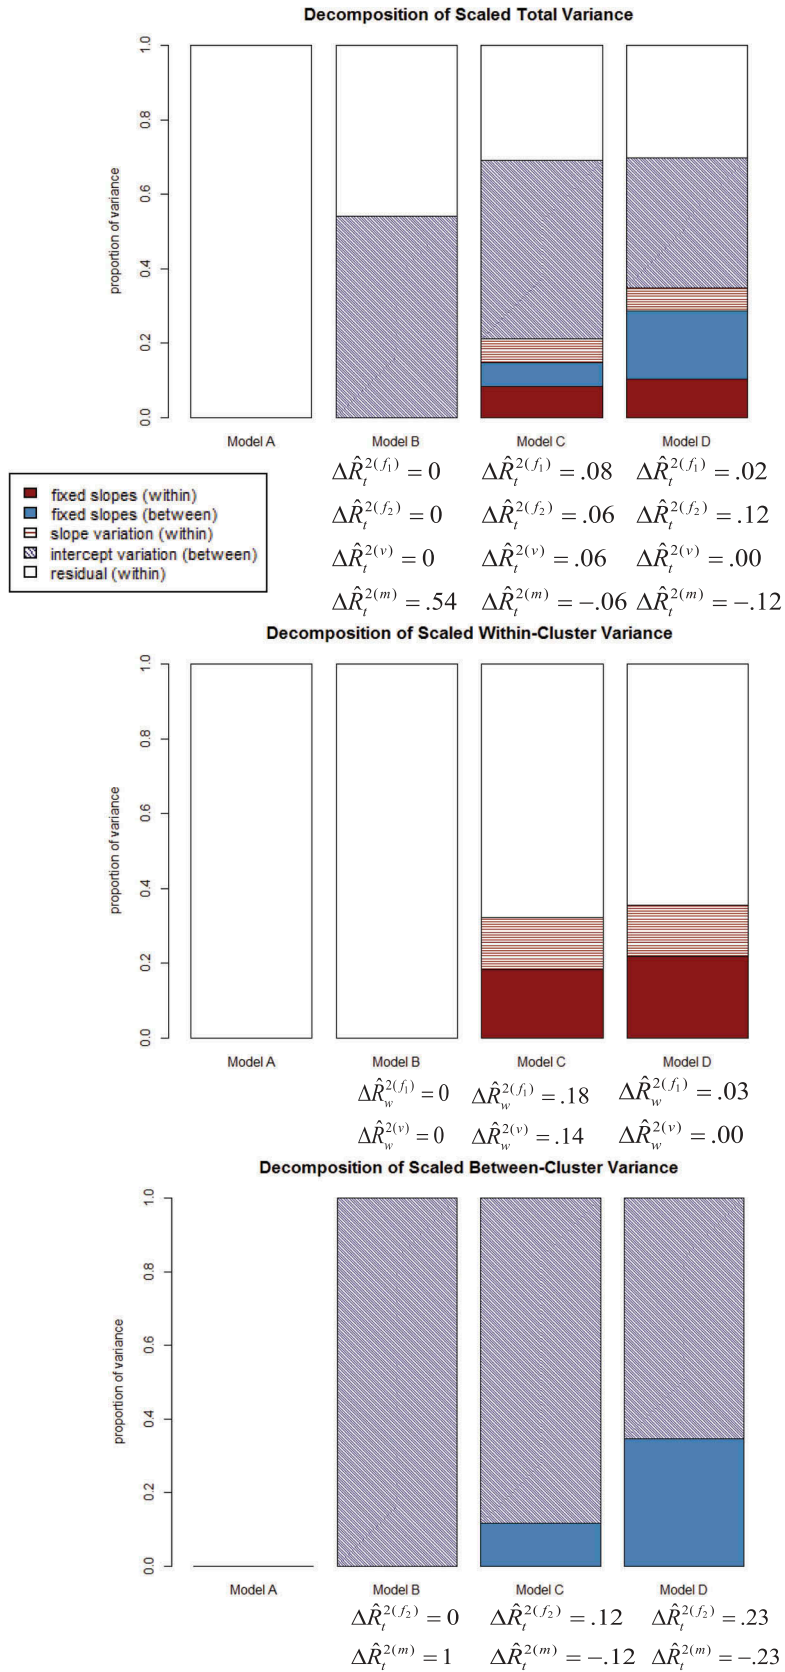 Decomposition of Scaled Total Variance
proportion of variance
1.0
0.8
0.6
0.4
0.2
0.0
Model A Model B Model C Model D
ΔR̂ₜ²⁽ᶠ¹⁾ = 0 ΔR̂ₜ²⁽ᶠ¹⁾ = .08 ΔR̂ₜ²⁽ᶠ¹⁾ = .02
ΔR̂ₜ²⁽ᶠ²⁾ = 0 ΔR̂ₜ²⁽ᶠ²⁾ = .06 ΔR̂ₜ²⁽ᶠ²⁾ = .12
ΔR̂ₜ²⁽ᵛ⁾ = 0 ΔR̂ₜ²⁽ᵛ⁾ = .06 ΔR̂ₜ²⁽ᵛ⁾ = .00
ΔR̂ₜ²⁽ᵐ⁾ = .54 ΔR̂ₜ²⁽ᵐ⁾ = −.06 ΔR̂ₜ²⁽ᵐ⁾ = −.12
fixed slopes (within)
fixed slopes (between)
slope variation (within)
intercept variation (between)
residual (within)
Decomposition of Scaled Within-Cluster Variance
proportion of variance
1.0
0.8
0.6
0.4
0.2
0.0
Model A Model B Model C Model D
ΔR̂_w²⁽ᶠ¹⁾ = 0 ΔR̂_w²⁽ᶠ¹⁾ = .18 ΔR̂_w²⁽ᶠ¹⁾ = .03
ΔR̂_w²⁽ᵛ⁾ = 0 ΔR̂_w²⁽ᵛ⁾ = .14 ΔR̂_w²⁽ᵛ⁾ = .00
Decomposition of Scaled Between-Cluster Variance
proportion of variance
1.0
0.8
0.6
0.4
0.2
0.0
Model A Model B Model C Model D
ΔR̂ₜ²⁽ᶠ²⁾ = 0 ΔR̂ₜ²⁽ᶠ²⁾ = .12 ΔR̂ₜ²⁽ᶠ²⁾ = .23
ΔR̂ₜ²⁽ᵐ⁾ = 1 ΔR̂ₜ²⁽ᵐ⁾ = −.12 ΔR̂ₜ²⁽ᵐ⁾ = −.23